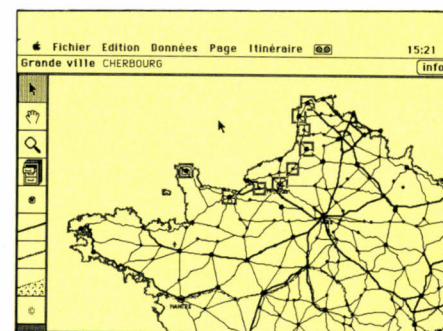 Fichier Edition Données Page Itinéraire 15:21
Grande ville CHERBOURG info
NANTES
©